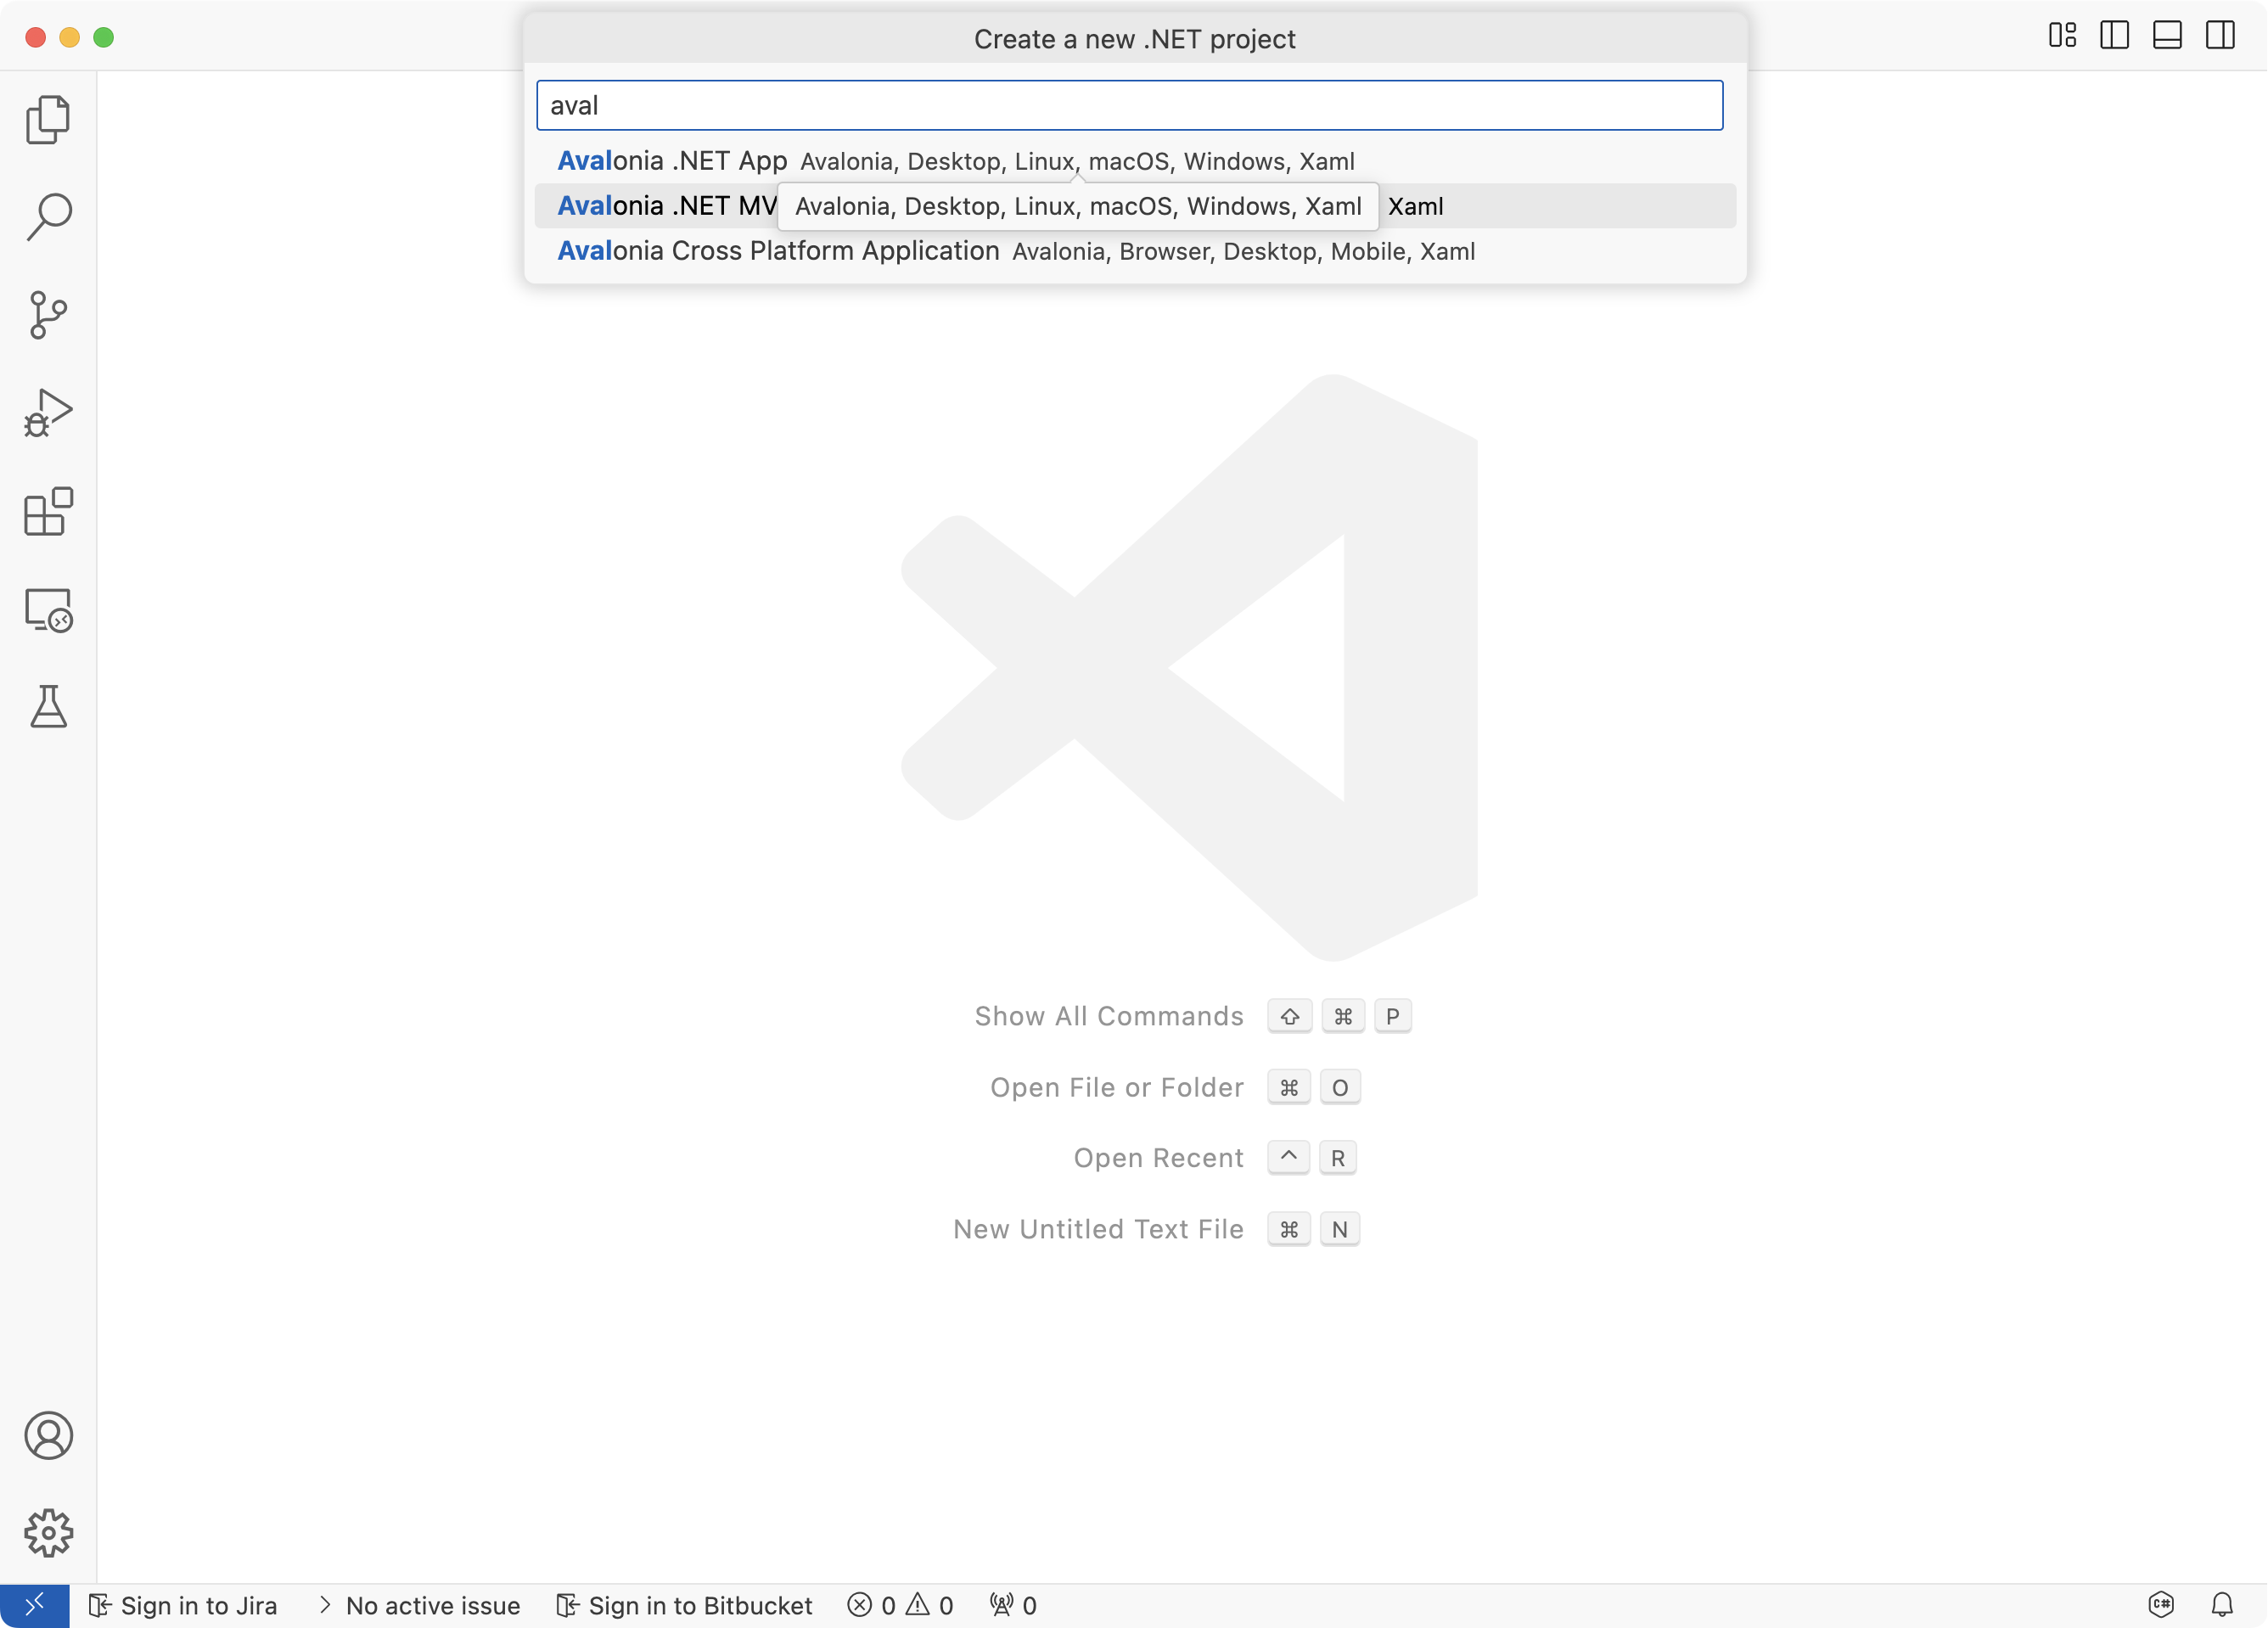 Create a new .NET project
aval
Avalonia .NET App Avalonia, Desktop, Linux, macOS, Windows, Xaml
Avalonia .NET MV Xaml
Avalonia, Desktop, Linux, macOS, Windows, Xaml
Avalonia Cross Platform Application Avalonia, Browser, Desktop, Mobile, Xaml
Show All Commands ⇧ ⌘ P
Open File or Folder ⌘ O
Open Recent ^ R
New Untitled Text File ⌘ N
Sign in to Jira > No active issue Sign in to Bitbucket 0 0 0 C#